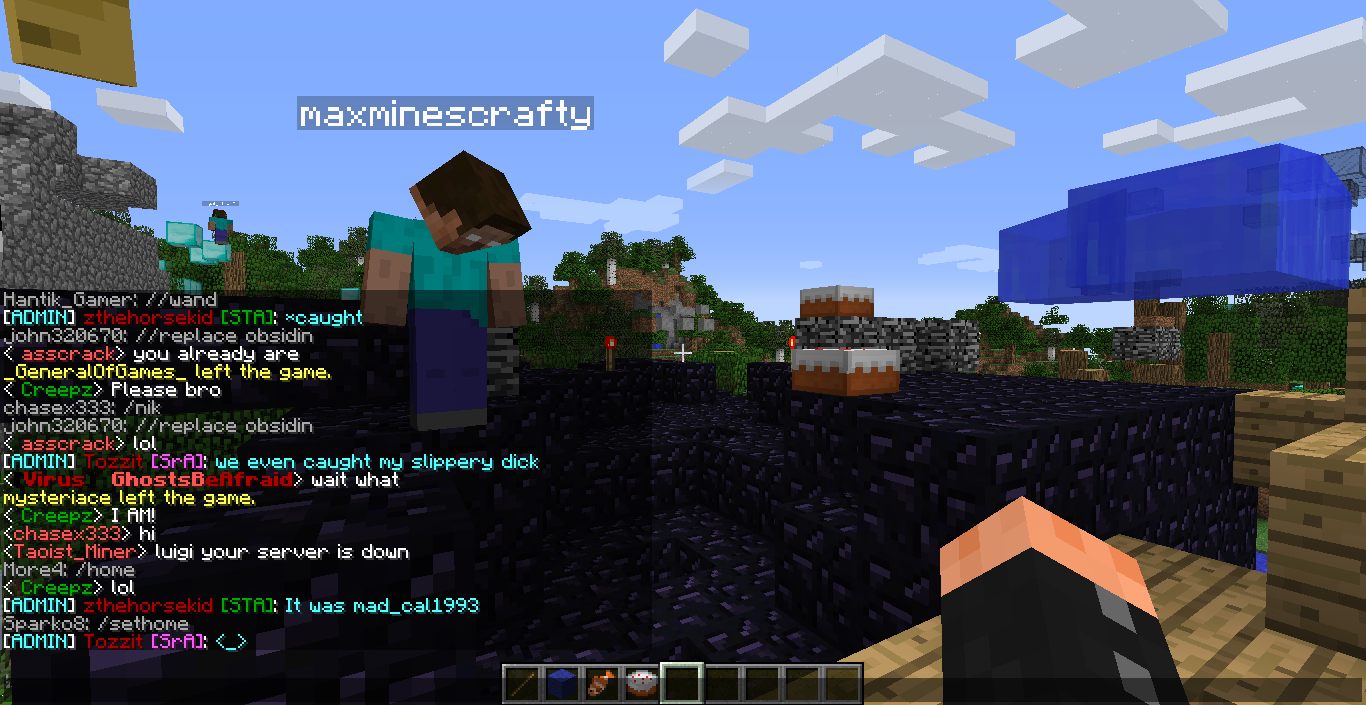 maxminescrafty
Hantik_Gamer: //wand
[ADMIN] zthehorsekid [STA]: *caught
john320670: //replace obsidin
< asscrack> you already are
_GeneralOfGames_ left the game.
< Creepz> Please bro
chasex333: /nik
john320670: //replace obsidin
< asscrack> lol
[ADMIN] Tozzit [SrA]: we even caught my slippery dick
< Virus GhostsBeAfraid> wait what
mysteriace left the game.
< Creepz> I AM!
<chasex333> hi
<Taoist_Miner> luigi your server is down
More4: /home
< Creepz> lol
[ADMIN] zthehorsekid [STA]: It was mad_cal1993
Sparko8: /sethome
[ADMIN] Tozzit [SrA]: <_>